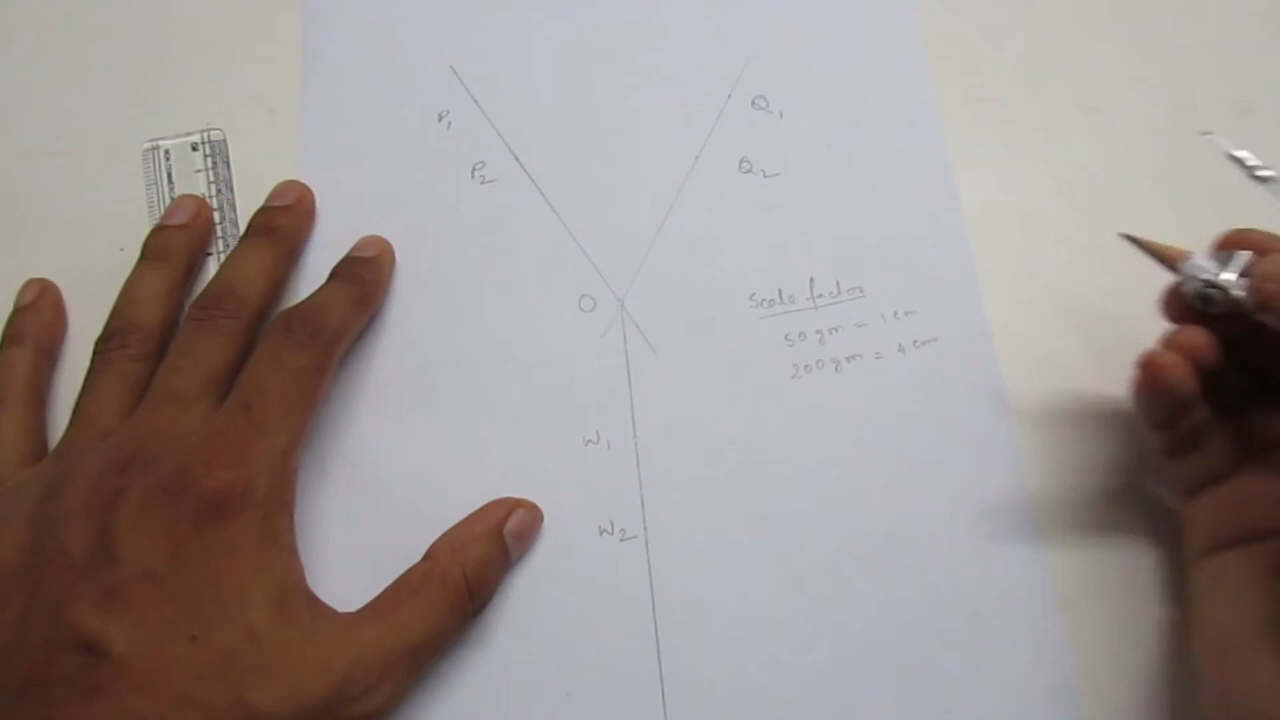 P1
Q1
P2
Q2
O
Scale factor
50 gm = 1 cm
200 gm = 4 cm
W1
W2